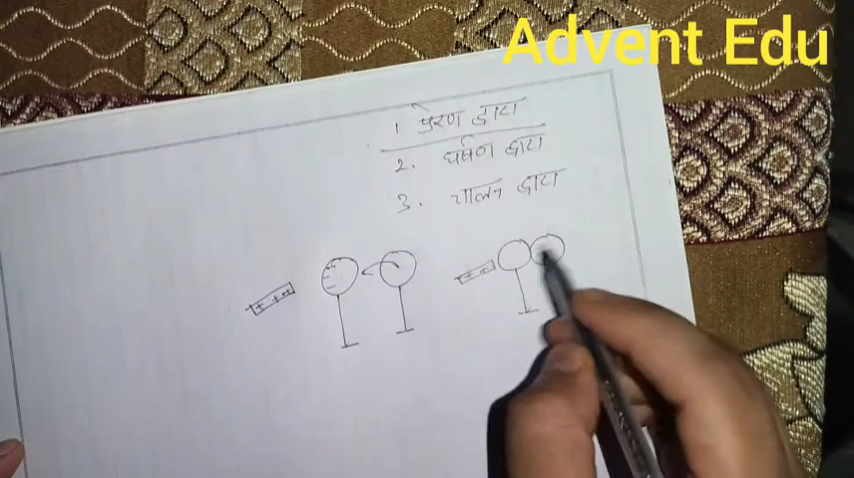 Advent Edu
1 प्रेरण द्वारा
2. घर्षण द्वारा
3. चालन द्वारा
+ + +
+ + +